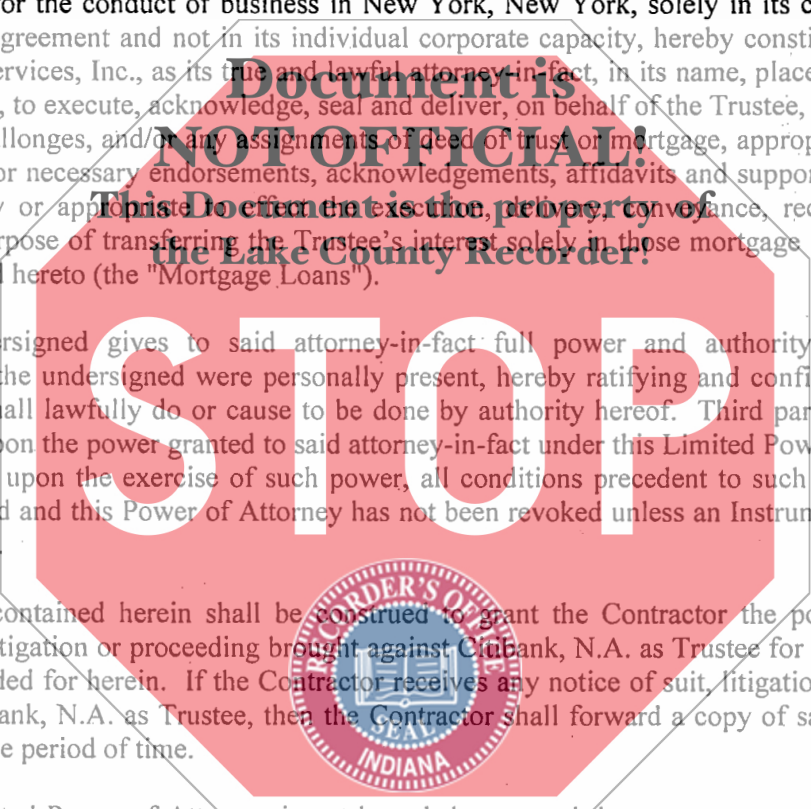 for the conduct of business in New York, New York, solely in its c
greement and not in its individual corporate capacity, hereby consti
ervices, Inc., as its true and lawful attorney-in-fact, in its name, place
Document is
, to execute, acknowledge, seal and deliver, on behalf of the Trustee,
llonges, and/or any assignments of deed of trust or mortgage, approp
NOT OFFICIAL!
or necessary endorsements, acknowledgements, affidavits and suppor
y or appropriate to effect the execution, delivery, conveyance, rec
This Document is the property of
rpose of transferring the Trustee's interest solely in those mortgage
the Lake County Recorder!
l hereto (the "Mortgage Loans").
rsigned gives to said attorney-in-fact full power and authority
the undersigned were personally present, hereby ratifying and confi
hall lawfully do or cause to be done by authority hereof. Third par
pon the power granted to said attorney-in-fact under this Limited Pow
upon the exercise of such power, all conditions precedent to such
d and this Power of Attorney has not been revoked unless an Instrun
STOP
contained herein shall be construed to grant the Contractor the po
tigation or proceeding brought against Citibank, N.A. as Trustee for
ded for herein. If the Contractor receives any notice of suit, litigatio
ank, N.A. as Trustee, then the Contractor shall forward a copy of sa
e period of time.
RECORDER'S OFFICE
SEAL
INDIANA